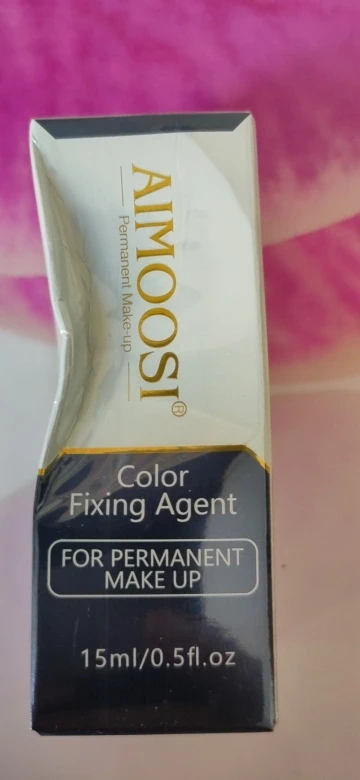 AIMOOSI®
Permanent Make-up
Color
Fixing Agent
FOR PERMANENT
MAKE UP
15ml/0.5fl.oz